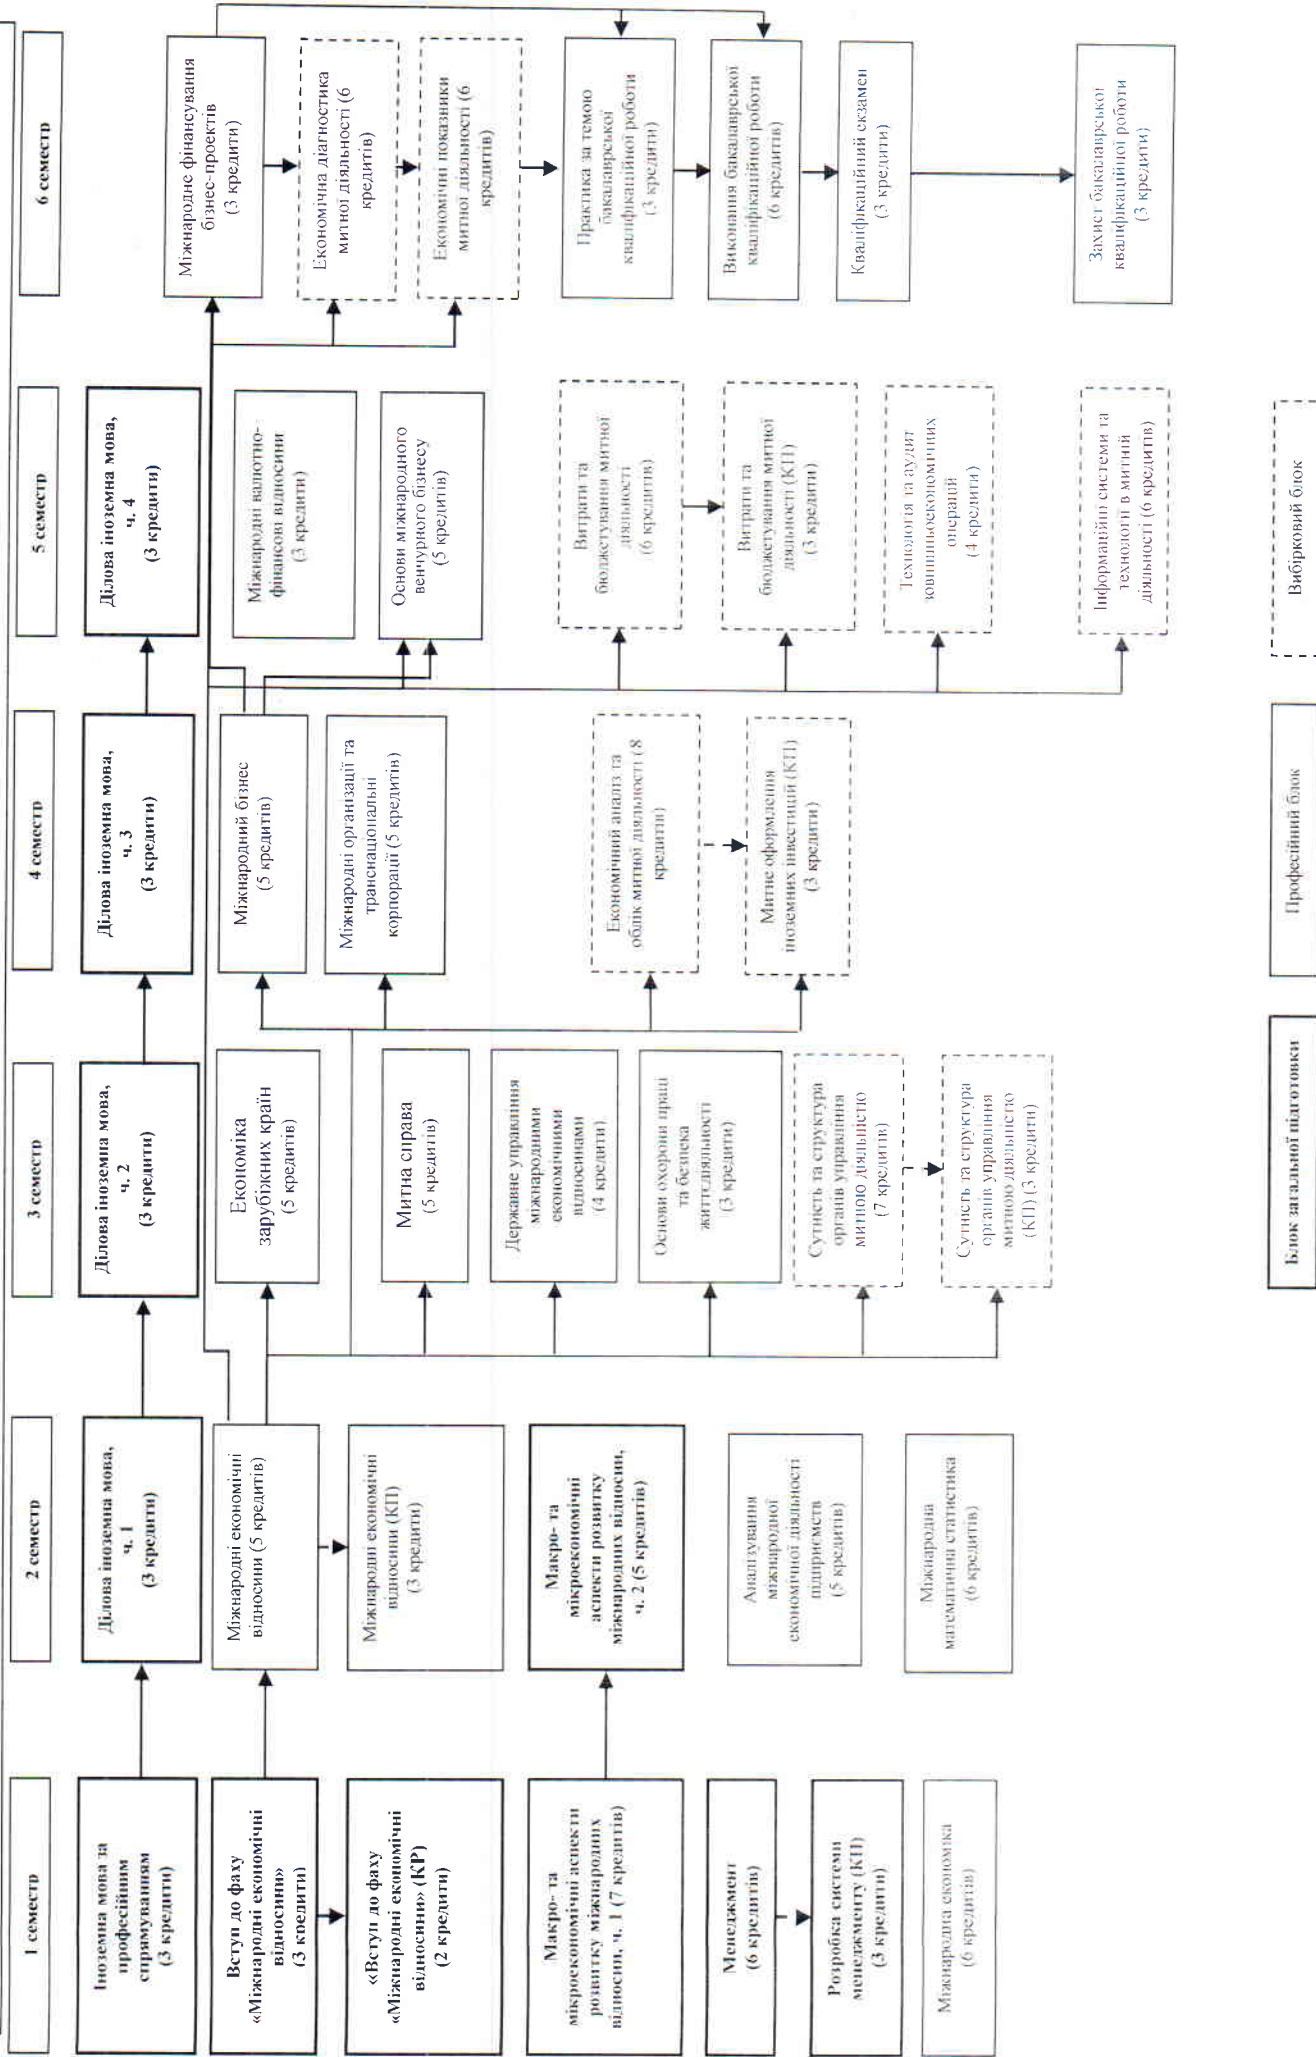 1 семестр
Іноземна мова за
професійним
спрямуванням
(3 кредити)
Вступ до фаху
«Міжнародні економічні
відносини»
(3 кредити)
«Вступ до фаху
«Міжнародні економічні
відносини» (КР)
(2 кредити)
Макро- та
мікроекономічні аспекти
розвитку міжнародних
відносин, ч. 1 (7 кредитів)
Менеджмент
(6 кредитів)
Розробка системи
менеджменту (КП)
(3 кредити)
Міжнародна економіка
(6 кредитів)
2 семестр
Ділова іноземна мова,
ч. 1
(3 кредити)
Міжнародні економічні
відносини (5 кредитів)
Міжнародні економічні
відносини (КП)
(3 кредити)
Макро- та
мікроекономічні
аспекти розвитку
міжнародних відносин,
ч. 2 (5 кредитів)
Аналізування
міжнародної
економічної діяльності
підприємств
(5 кредитів)
Міжнародна
математична статистика
(6 кредитів)
3 семестр
Ділова іноземна мова,
ч. 2
(3 кредити)
Економіка
зарубіжних країн
(5 кредитів)
Митна справа
(5 кредитів)
Державне управління
міжнародними
економічними
відносинами
(4 кредити)
Основи охорони праці
та безпека
життєдіяльності
(3 кредити)
Сутність та структура
органів управління
митною діяльністю
(7 кредитів)
Сутність та структура
органів управління
митною діяльністю
(КП) (3 кредити)
4 семестр
Ділова іноземна мова,
ч. 3
(3 кредити)
Міжнародний бізнес
(5 кредитів)
Міжнародні організації та
транснаціональні
корпорації (5 кредитів)
Економічний аналіз та
облік митної діяльності (8
кредитів)
Митне оформлення
іноземних інвестицій (КП)
(3 кредити)
5 семестр
Ділова іноземна мова,
ч. 4
(3 кредити)
Міжнародні валютно-
фінансові відносини
(3 кредити)
Основи міжнародного
венчурного бізнесу
(5 кредитів)
Витрати та
бюджетування митної
діяльності
(6 кредитів)
Витрати та
бюджетування митної
діяльності (КП)
(3 кредити)
Технологія та аудит
зовнішньоекономічних
операцій
(4 кредити)
Інформаційні системи та
технології в митній
діяльності (6 кредитів)
6 семестр
Міжнародне фінансування
бізнес-проектів
(3 кредити)
Економічна діагностика
митної діяльності (6
кредитів)
Економічні показники
митної діяльності (6
кредитів)
Практика за темою
бакалаврської
кваліфікаційної роботи
(3 кредити)
Виконання бакалаврської
кваліфікаційної роботи
(6 кредитів)
Кваліфікаційний екзамен
(3 кредити)
Захист бакалаврської
кваліфікаційної роботи
(3 кредити)
Блок загальної підготовки
Професійний блок
Вибірковий блок